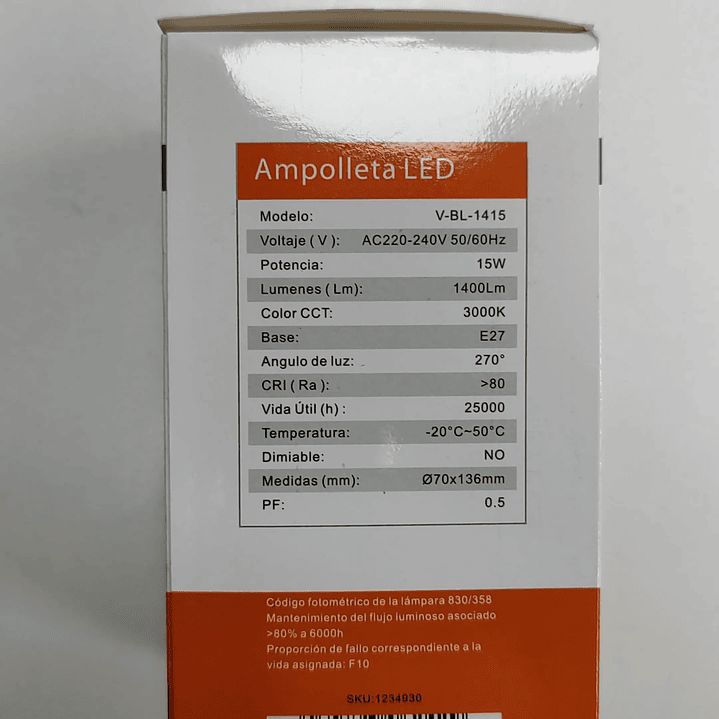 Ampolleta LED
Modelo: V-BL-1415
Voltaje ( V ): AC220-240V 50/60Hz
Potencia: 15W
Lumenes ( Lm): 1400Lm
Color CCT: 3000K
Base: E27
Angulo de luz: 270°
CRI ( Ra ): >80
Vida Útil (h) : 25000
Temperatura: -20°C~50°C
Dimiable: NO
Medidas (mm): Ø70x136mm
PF: 0.5
Código fotométrico de la lámpara 830/358
Mantenimiento del flujo luminoso asociado
>80% a 6000h
Proporción de fallo correspondiente a la
vida asignada: F10
SKU:1234930